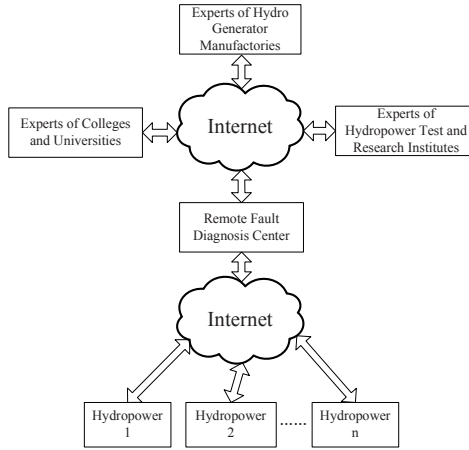 Experts of Hydro
Generator
Manufactories
Experts of Colleges
and Universities
Internet
Experts of
Hydropower Test and
Research Institutes
Remote Fault
Diagnosis Center
Internet
Hydropower
1
Hydropower
2
......
Hydropower
n